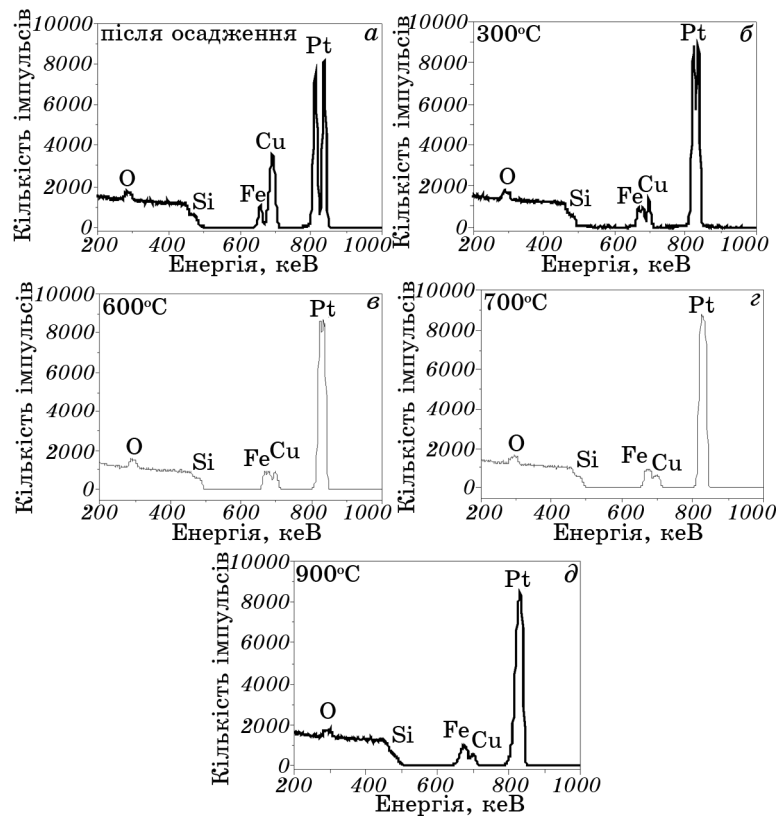 після осадження
а
Pt
Cu
O
Si
Fe
Кількість імпульсів
10000
8000
6000
4000
2000
0
200 400 600 800 1000
Енергія, кеВ
300°C
б
Pt
O
Si
Fe
Cu
Кількість імпульсів
10000
8000
6000
4000
2000
0
200 400 600 800 1000
Енергія, кеВ
600°C
в
Pt
O
Si
Fe
Cu
Кількість імпульсів
10000
8000
6000
4000
2000
0
200 400 600 800 1000
Енергія, кеВ
700°C
г
Pt
O
Si
Fe
Cu
Кількість імпульсів
10000
8000
6000
4000
2000
0
200 400 600 800 1000
Енергія, кеВ
900°C
д
Pt
O
Si
Fe
Cu
Кількість імпульсів
10000
8000
6000
4000
2000
0
200 400 600 800 1000
Енергія, кеВ